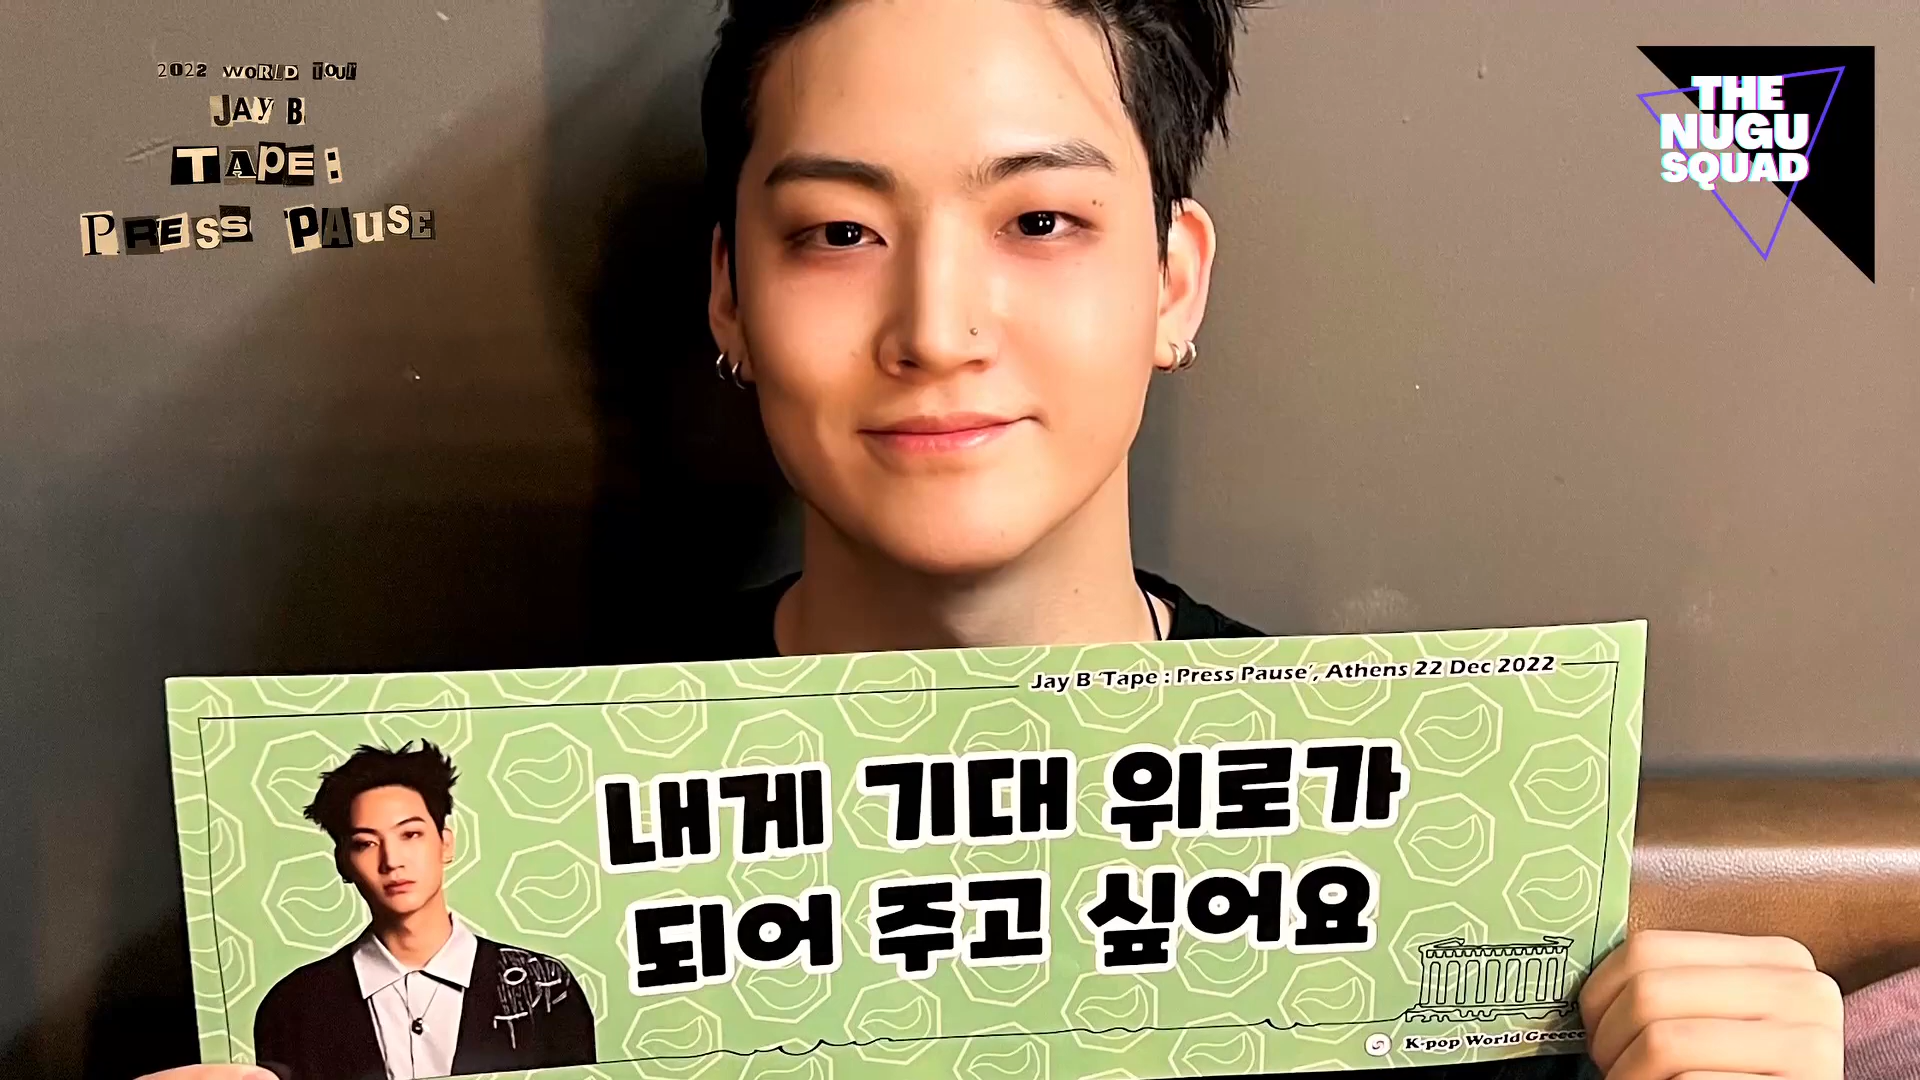 2022 WORLD TOUR
JAY B
TAPE:
PRESS PAUSE
THE
NUGU
SQUAD
Jay B 'Tape : Press Pause', Athens 22 Dec 2022
내게 기대 위로가
되어 주고 싶어요
K-pop World Greece